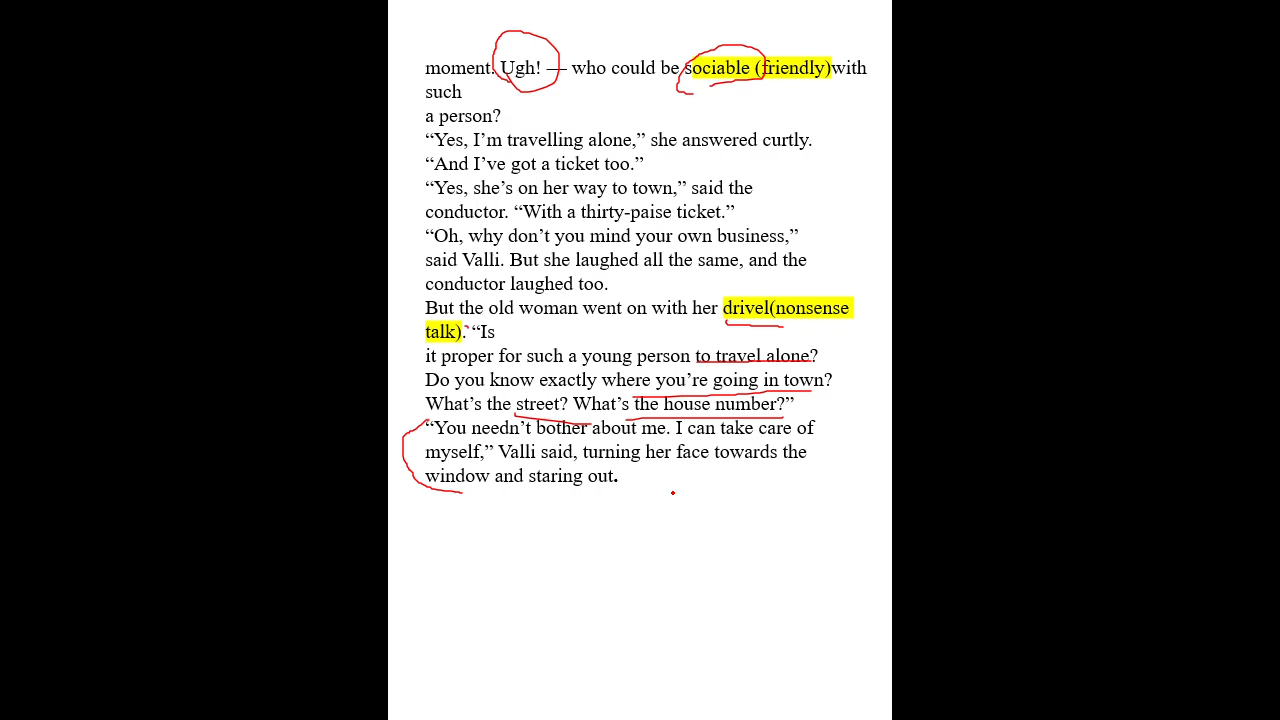 moment. Ugh! — who could be sociable (friendly)with
such
a person?
“Yes, I’m travelling alone,” she answered curtly.
“And I’ve got a ticket too.”
“Yes, she’s on her way to town,” said the
conductor. “With a thirty-paise ticket.”
“Oh, why don’t you mind your own business,”
said Valli. But she laughed all the same, and the
conductor laughed too.
But the old woman went on with her drivel(nonsense
talk). “Is
it proper for such a young person to travel alone?
Do you know exactly where you’re going in town?
What’s the street? What’s the house number?”
“You needn’t bother about me. I can take care of
myself,” Valli said, turning her face towards the
window and staring out.